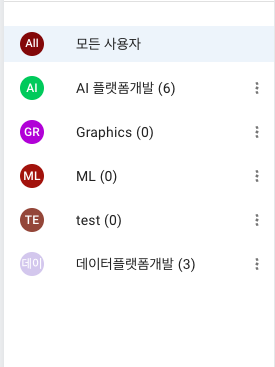 All 모든 사용자
AI AI 플랫폼개발 (6)
GR Graphics (0)
ML ML (0)
TE test (0)
데이 데이터플랫폼개발 (3)